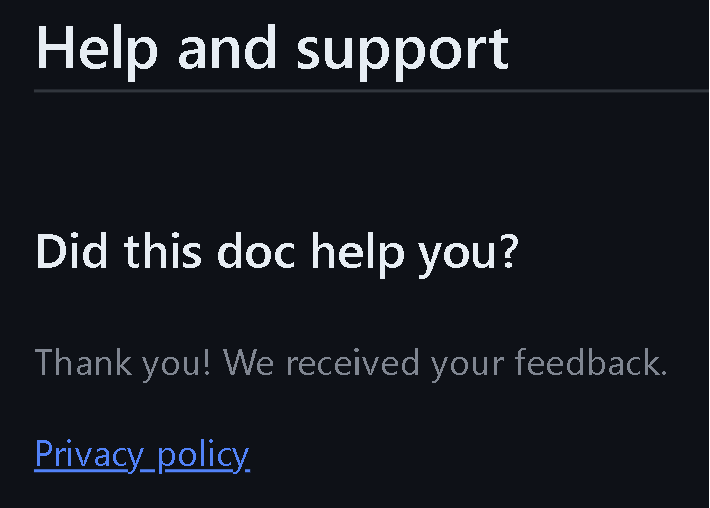 Help and support
Did this doc help you?
Thank you! We received your feedback.
Privacy policy